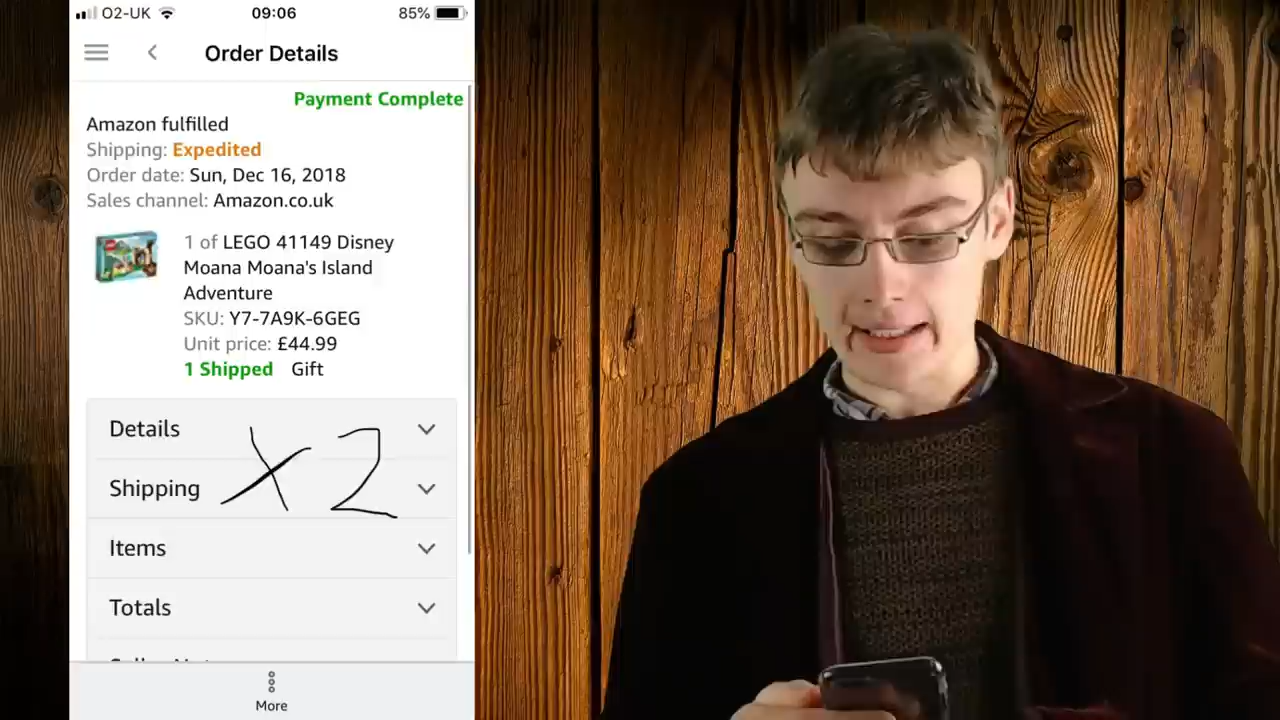 O2-UK 09:06 85%
Order Details
Payment Complete
Amazon fulfilled
Shipping: Expedited
Order date: Sun, Dec 16, 2018
Sales channel: Amazon.co.uk
1 of LEGO 41149 Disney
Moana Moana's Island
Adventure
SKU: Y7-7A9K-6GEG
Unit price: £44.99
1 Shipped Gift
Details
X2
Shipping
Items
Totals
More